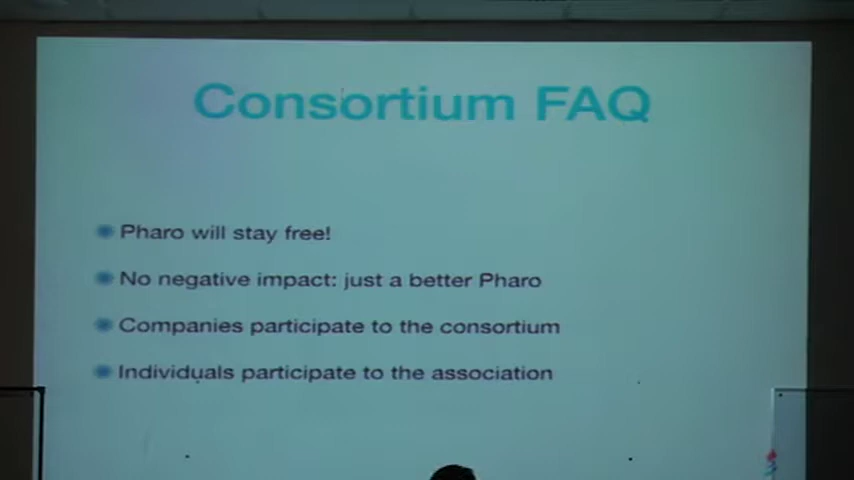 Consortium FAQ
Pharo will stay free!
No negative impact: just a better Pharo
Companies participate to the consortium
Individuals participate to the association